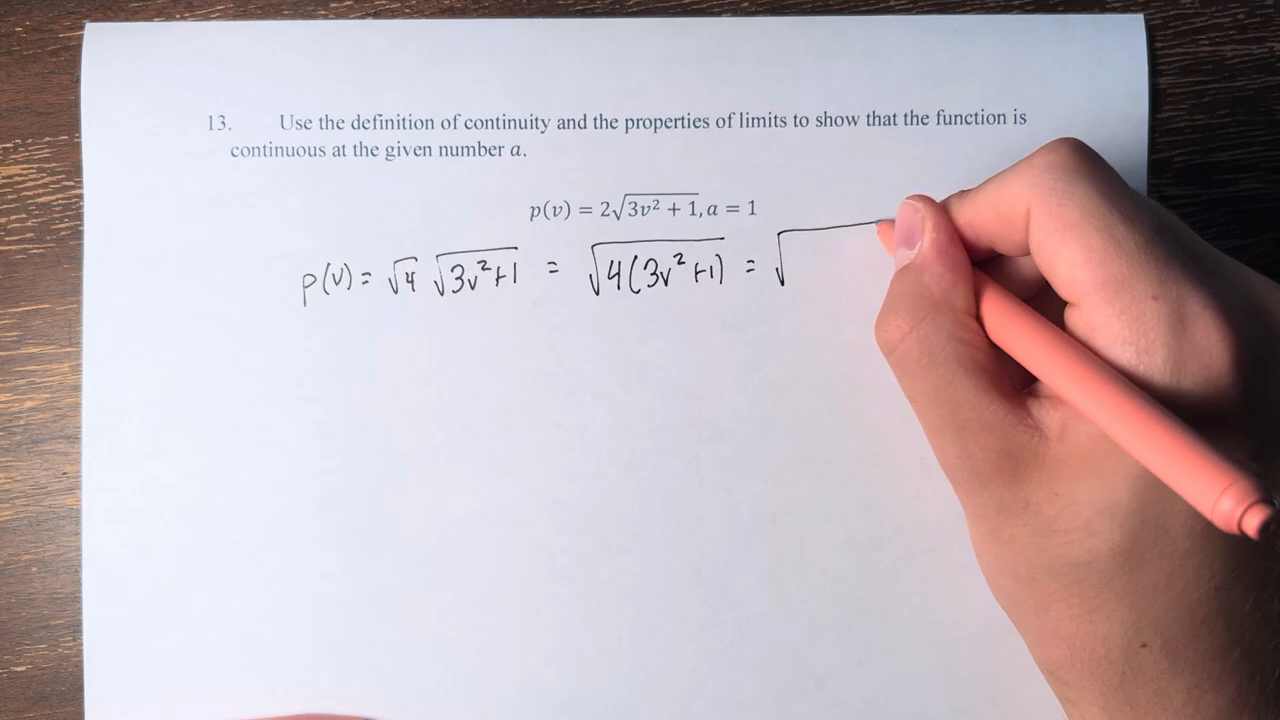 13. Use the definition of continuity and the properties of limits to show that the function is
continuous at the given number a.
p(v) = 2√(3v² + 1), a = 1
p(v) = √4 √(3v²+1) = √(4(3v²+1)) = √